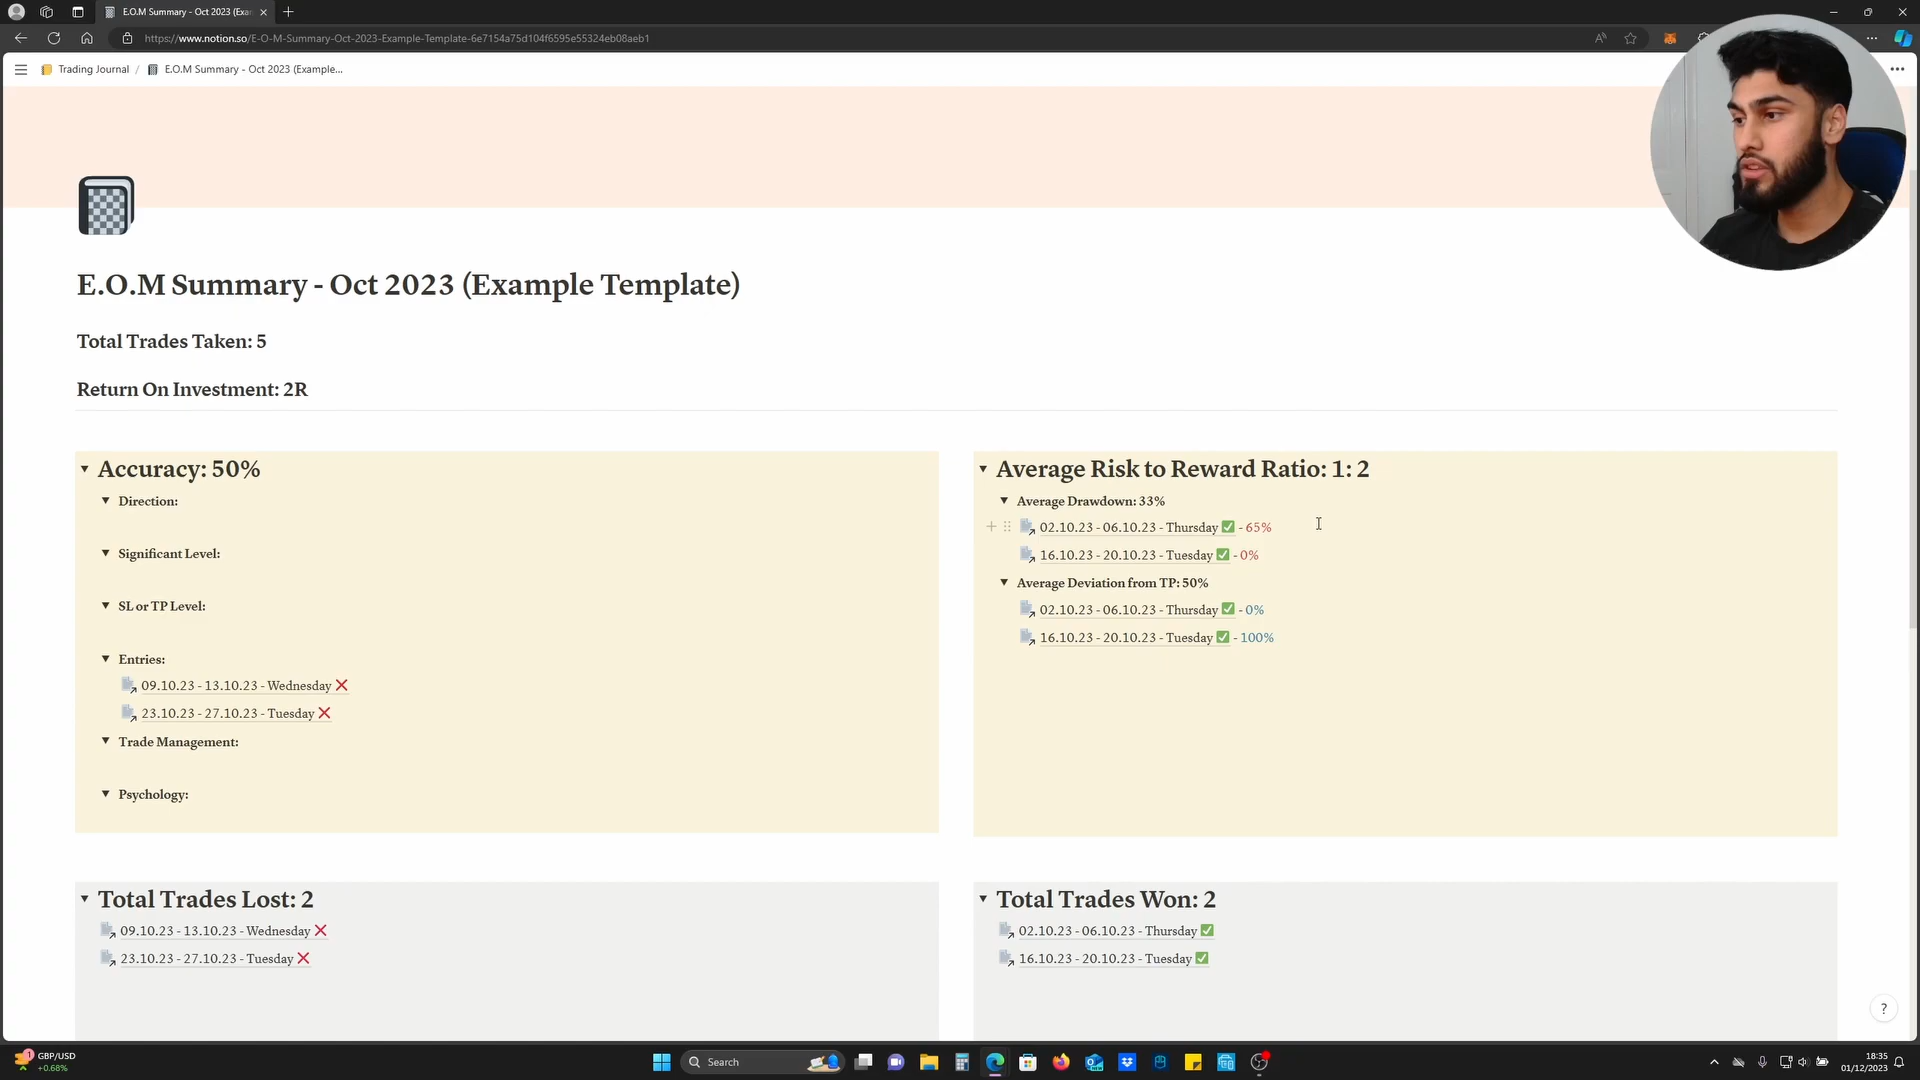 E.O.M Summary - Oct 2023 (Exa
https://www.notion.so/E-O-M-Summary-Oct-2023-Example-Template-6e7154a75d104f6595e55324eb08aeb1
Trading Journal / E.O.M Summary - Oct 2023 (Example...
E.O.M Summary - Oct 2023 (Example Template)
Total Trades Taken: 5
Return On Investment: 2R
Accuracy: 50%
Direction:
Significant Level:
SL or TP Level:
Entries:
09.10.23 - 13.10.23 - Wednesday ❌
23.10.23 - 27.10.23 - Tuesday ❌
Trade Management:
Psychology:
Average Risk to Reward Ratio: 1: 2
Average Drawdown: 33%
02.10.23 - 06.10.23 - Thursday ✅ - 65%
16.10.23 - 20.10.23 - Tuesday ✅ - 0%
Average Deviation from TP: 50%
02.10.23 - 06.10.23 - Thursday ✅ - 0%
16.10.23 - 20.10.23 - Tuesday ✅ - 100%
Total Trades Lost: 2
09.10.23 - 13.10.23 - Wednesday ❌
23.10.23 - 27.10.23 - Tuesday ❌
Total Trades Won: 2
02.10.23 - 06.10.23 - Thursday ✅
16.10.23 - 20.10.23 - Tuesday ✅
?
1
GBP/USD
+0.68%
Search
18:35
01/12/2023